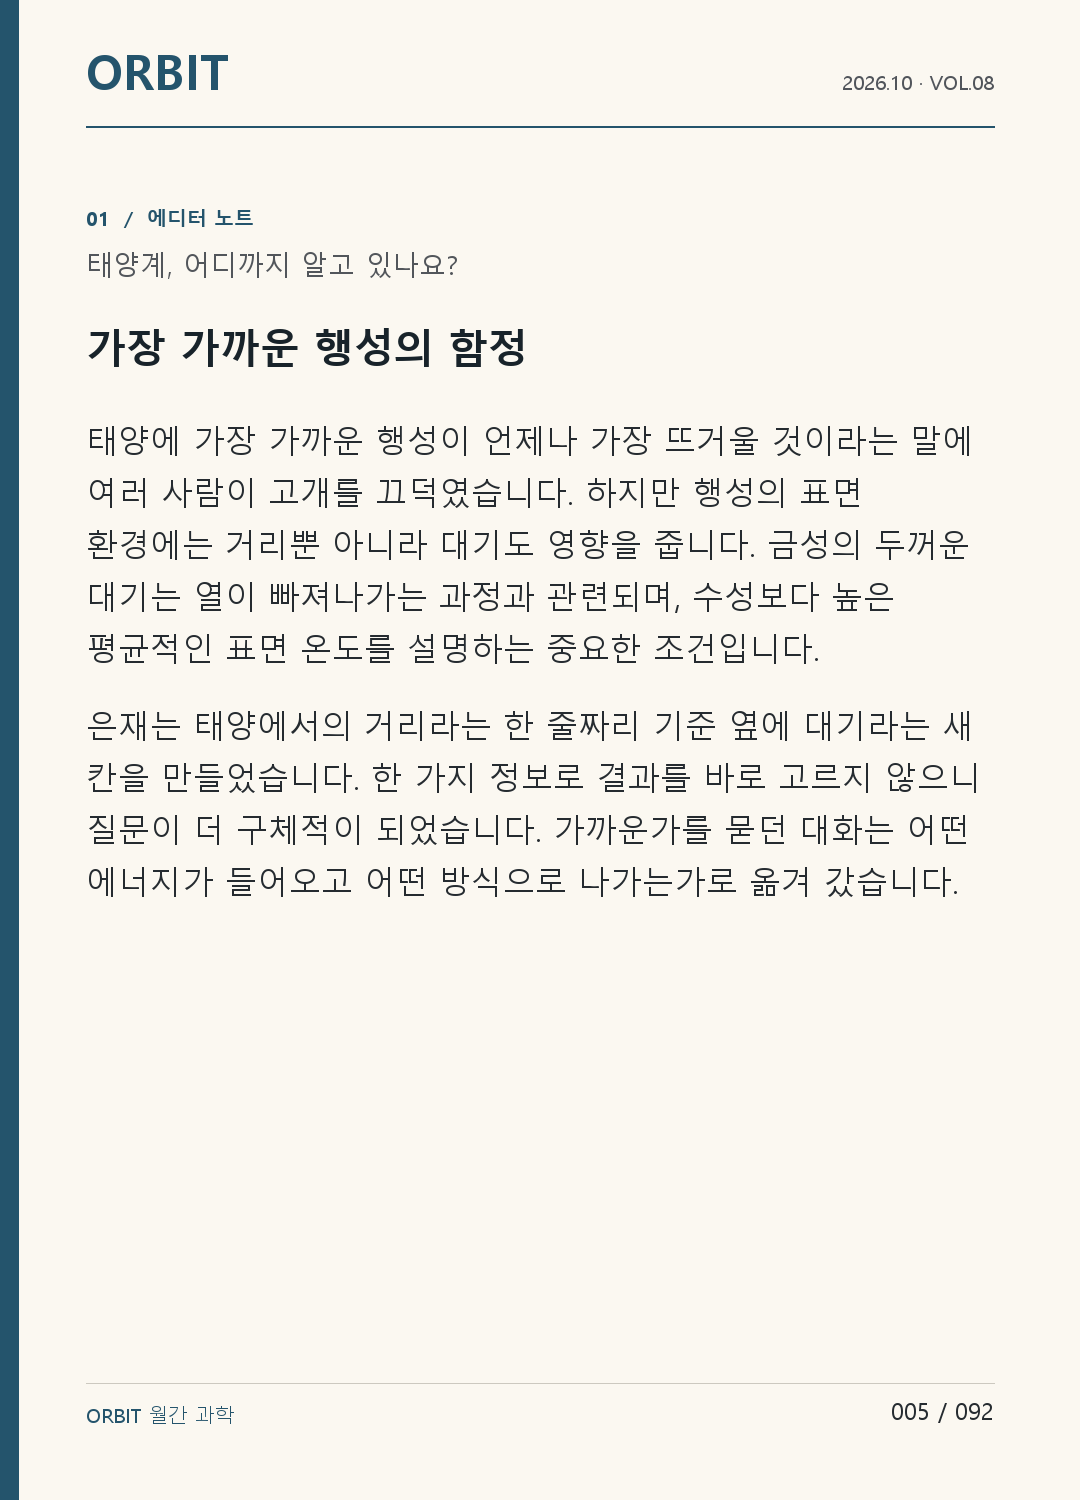 ORBIT
2026.10 · VOL.08
01 / 에디터 노트
태양계, 어디까지 알고 있나요?
가장 가까운 행성의 함정
태양에 가장 가까운 행성이 언제나 가장 뜨거울 것이라는 말에
여러 사람이 고개를 끄덕였습니다. 하지만 행성의 표면
환경에는 거리뿐 아니라 대기도 영향을 줍니다. 금성의 두꺼운
대기는 열이 빠져나가는 과정과 관련되며, 수성보다 높은
평균적인 표면 온도를 설명하는 중요한 조건입니다.
은재는 태양에서의 거리라는 한 줄짜리 기준 옆에 대기라는 새
칸을 만들었습니다. 한 가지 정보로 결과를 바로 고르지 않으니
질문이 더 구체적이 되었습니다. 가까운가를 묻던 대화는 어떤
에너지가 들어오고 어떤 방식으로 나가는가로 옮겨 갔습니다.
ORBIT 월간 과학
005 / 092